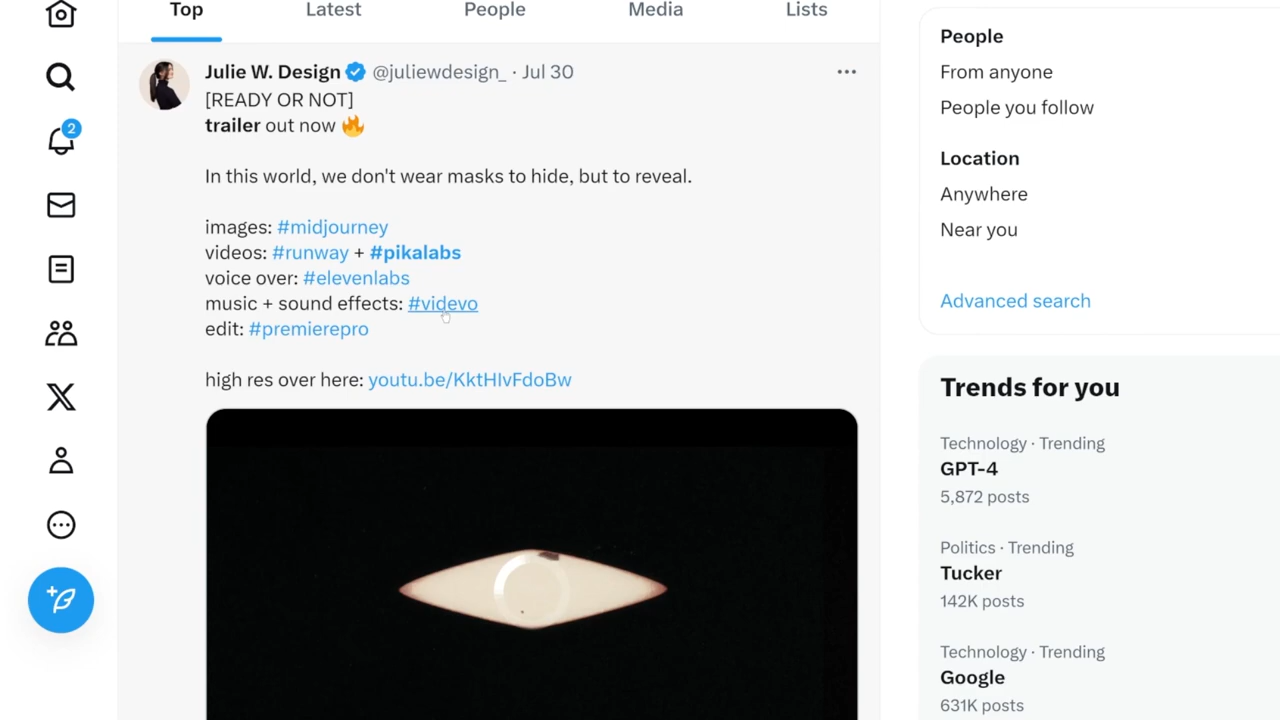 Top Latest People Media Lists
2
Julie W. Design @juliewdesign_ · Jul 30
[READY OR NOT]
trailer out now 🔥
In this world, we don't wear masks to hide, but to reveal.
images: #midjourney
videos: #runway + #pikalabs
voice over: #elevenlabs
music + sound effects: #videvo
edit: #premierepro
high res over here: youtu.be/KktHIvFdoBw
People
From anyone
People you follow
Location
Anywhere
Near you
Advanced search
Trends for you
Technology · Trending
GPT-4
5,872 posts
Politics · Trending
Tucker
142K posts
Technology · Trending
Google
631K posts